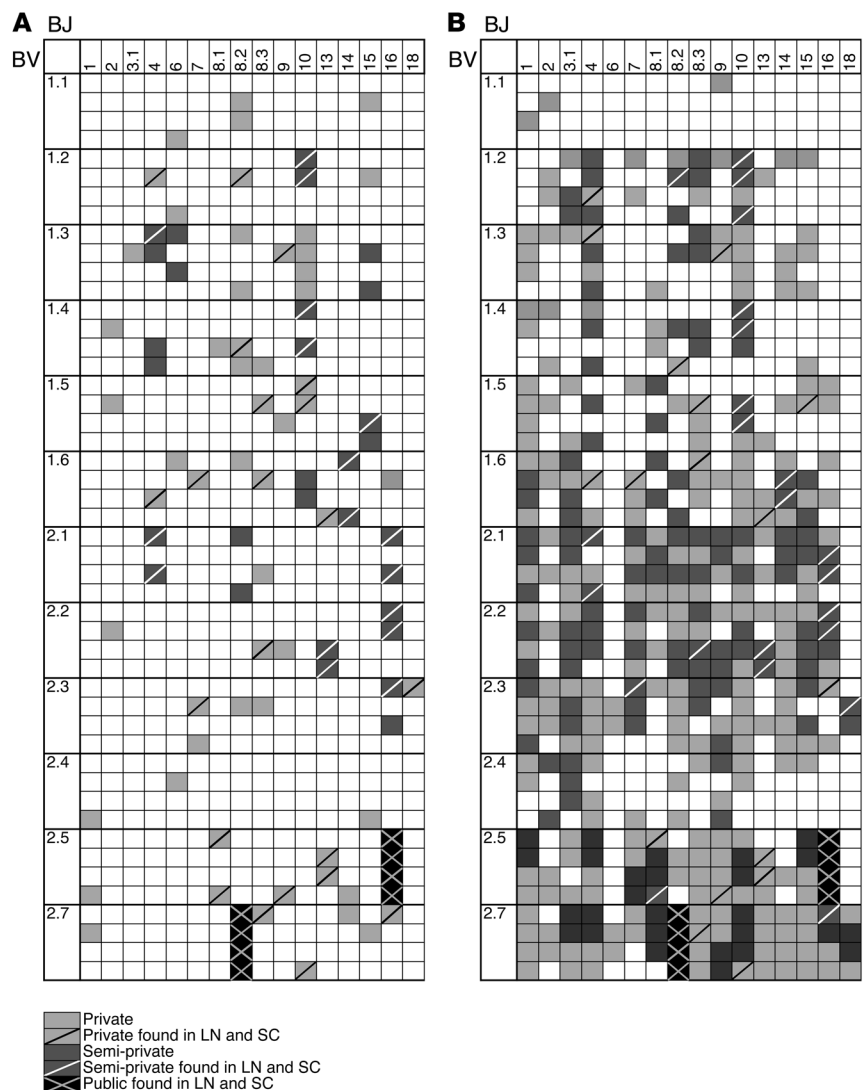 A BJ
BV 1 2 3.1 4 6 7 8.1 8.2 8.3 9 10 13 14 15 16 18
1.1
1.2
1.3
1.4
1.5
1.6
2.1
2.2
2.3
2.4
2.5
2.7
B BJ
BV 1 2 3.1 4 6 7 8.1 8.2 8.3 9 10 13 14 15 16 18
1.1
1.2
1.3
1.4
1.5
1.6
2.1
2.2
2.3
2.4
2.5
2.7
Private
Private found in LN and SC
Semi-private
Semi-private found in LN and SC
Public found in LN and SC